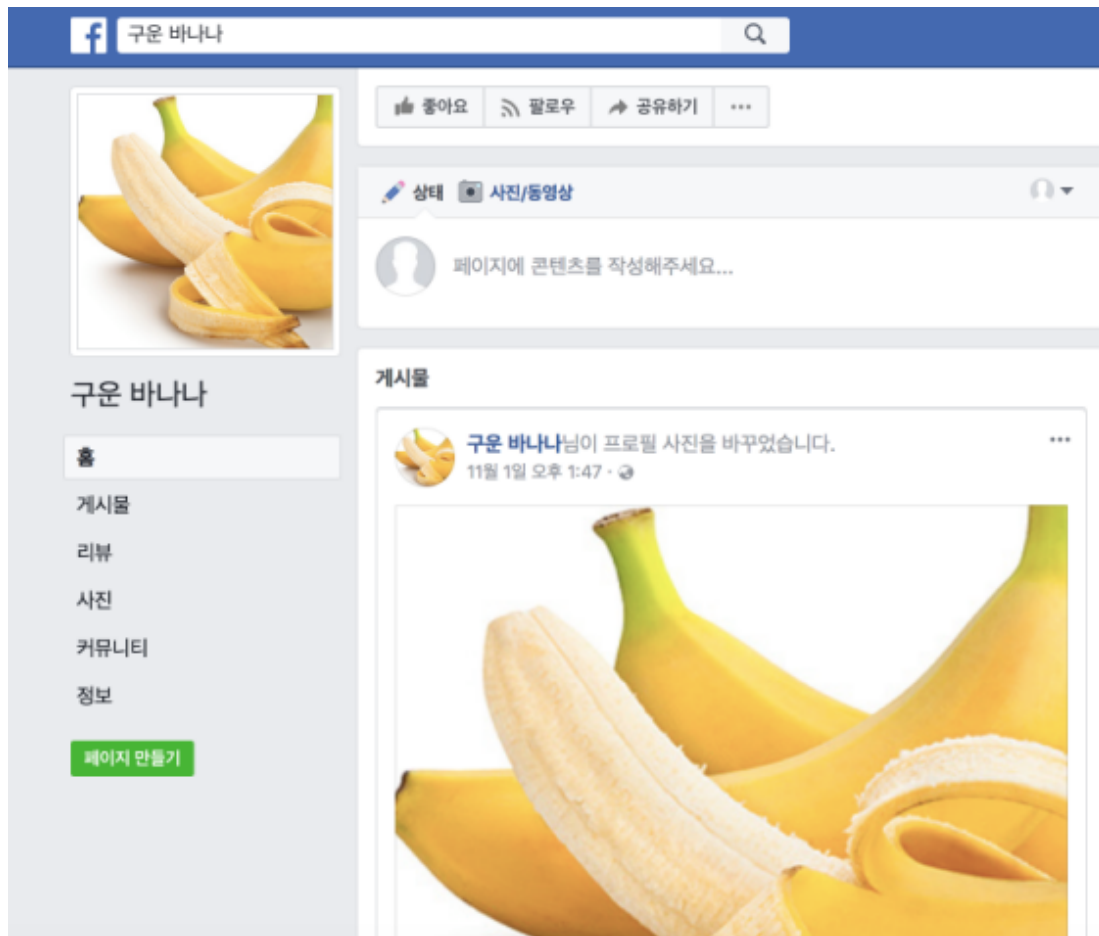 구운 바나나
좋아요 팔로우 공유하기
상태 사진/동영상
페이지에 콘텐츠를 작성해주세요...
구운 바나나
홈
게시물
리뷰
사진
커뮤니티
정보
페이지 만들기
게시물
구운 바나나님이 프로필 사진을 바꾸었습니다.
11월 1일 오후 1:47 ·